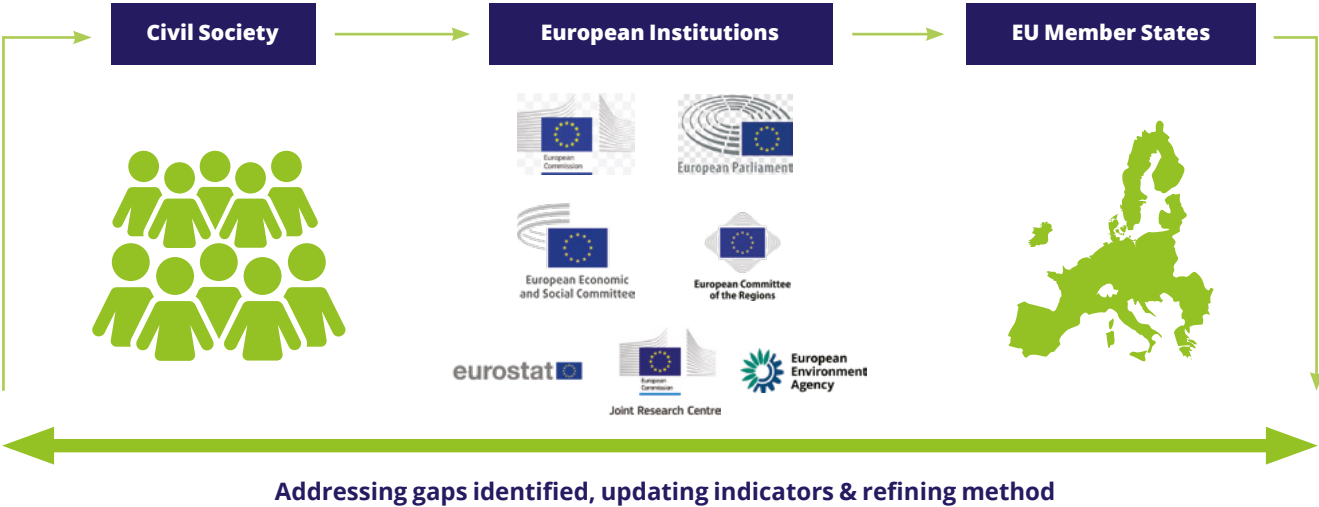 Civil Society
European Institutions
EU Member States
European
Commission
European Parliament
European Economic
and Social Committee
European Committee
of the Regions
eurostat
European
Commission
Joint Research Centre
European
Environment
Agency
Addressing gaps identified, updating indicators & refining method